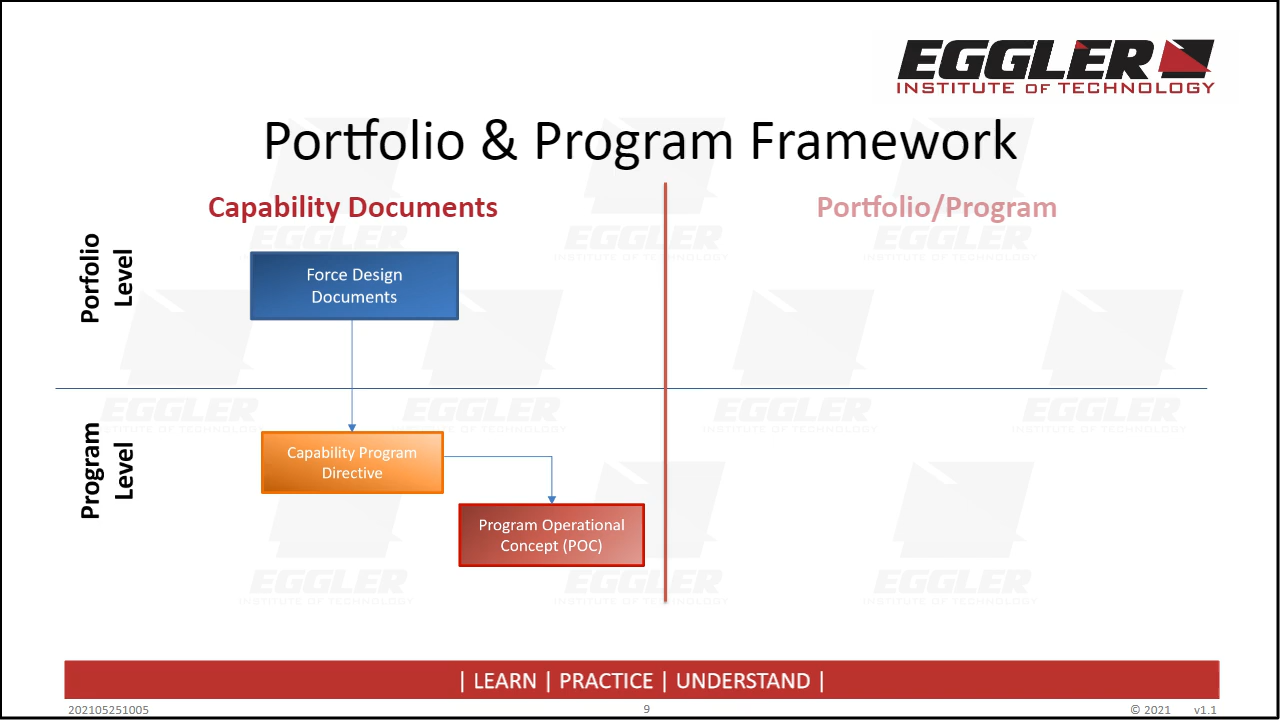 EGGLER
INSTITUTE OF TECHNOLOGY
Portfolio & Program Framework
Capability Documents
Portfolio/Program
Porfolio
Level
Force Design
Documents
Program
Level
Capability Program
Directive
Program Operational
Concept (POC)
| LEARN | PRACTICE | UNDERSTAND |
202105251005
9
© 2021
v1.1